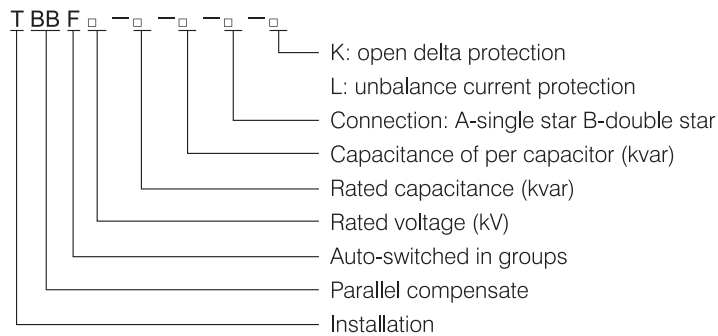 T BB F □ － □ － □ － □ － □
K: open delta protection
L: unbalance current protection
Connection: A-single star B-double star
Capacitance of per capacitor (kvar)
Rated capacitance (kvar)
Rated voltage (kV)
Auto-switched in groups
Parallel compensate
Installation